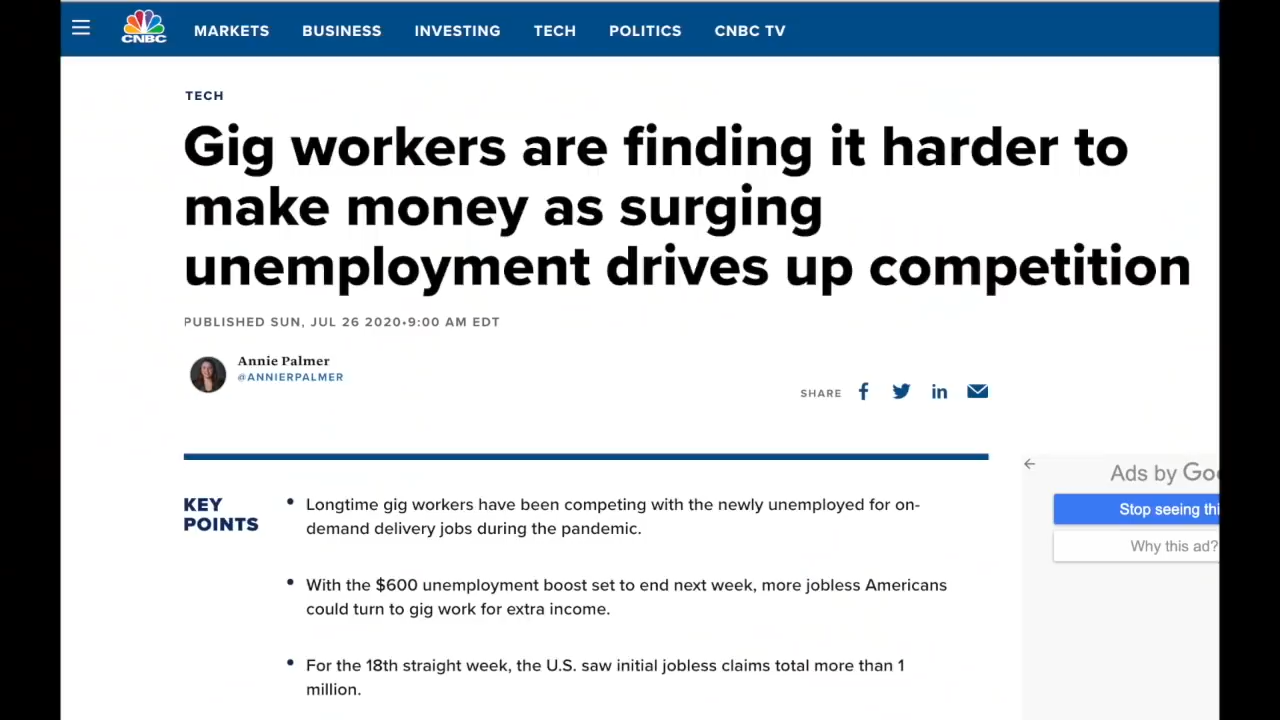 CNBC MARKETS BUSINESS INVESTING TECH POLITICS CNBC TV
TECH
Gig workers are finding it harder to
make money as surging
unemployment drives up competition
PUBLISHED SUN, JUL 26 2020•9:00 AM EDT
Annie Palmer
@ANNIERPALMER
SHARE
KEY
POINTS
• Longtime gig workers have been competing with the newly unemployed for on-
demand delivery jobs during the pandemic.
• With the $600 unemployment boost set to end next week, more jobless Americans
could turn to gig work for extra income.
• For the 18th straight week, the U.S. saw initial jobless claims total more than 1
million.
Ads by
Stop seeing
Why this ad?